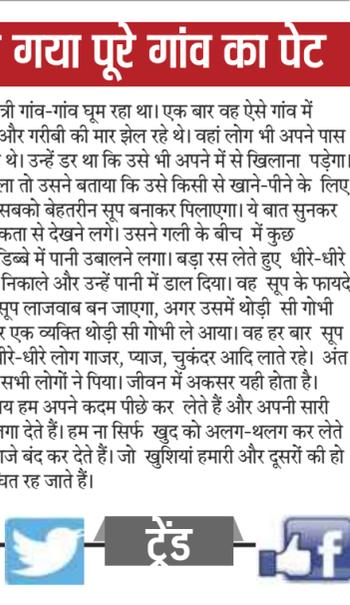 गया पूरे गांव का पेट
त्री गांव-गांव घूम रहा था। एक बार वह ऐसे गांव में
और गरीबी की मार झेल रहे थे। वहां लोग भी अपने पास
थे। उन्हें डर था कि उसे भी अपने में से खिलाना पड़ेगा।
ला तो उसने बताया कि उसे किसी से खाने-पीने के लिए
सबको बेहतरीन सूप बनाकर पिलाएगा। ये बात सुनकर
कता से देखने लगे। उसने गली के बीच में कुछ
डिब्बे में पानी उबालने लगा। बड़ा रस लेते हुए धीरे-धीरे
निकाले और उन्हें पानी में डाल दिया। वह सूप के फायदे
सूप लाजवाब बन जाएगा, अगर उसमें थोड़ी सी गोभी
र एक व्यक्ति थोड़ी सी गोभी ले आया। वह हर बार सूप
धीरे-धीरे लोग गाजर, प्याज, चुकंदर आदि लाते रहे। अंत
सभी लोगों ने पिया। जीवन में अकसर यही होता है।
य हम अपने कदम पीछे कर लेते हैं और अपनी सारी
लगा देते हैं। हम ना सिर्फ खुद को अलग-थलग कर लेते
ाजे बंद कर देते हैं। जो खुशियां हमारी और दूसरों की हो
चित रह जाते हैं।
ट्रेंड
f